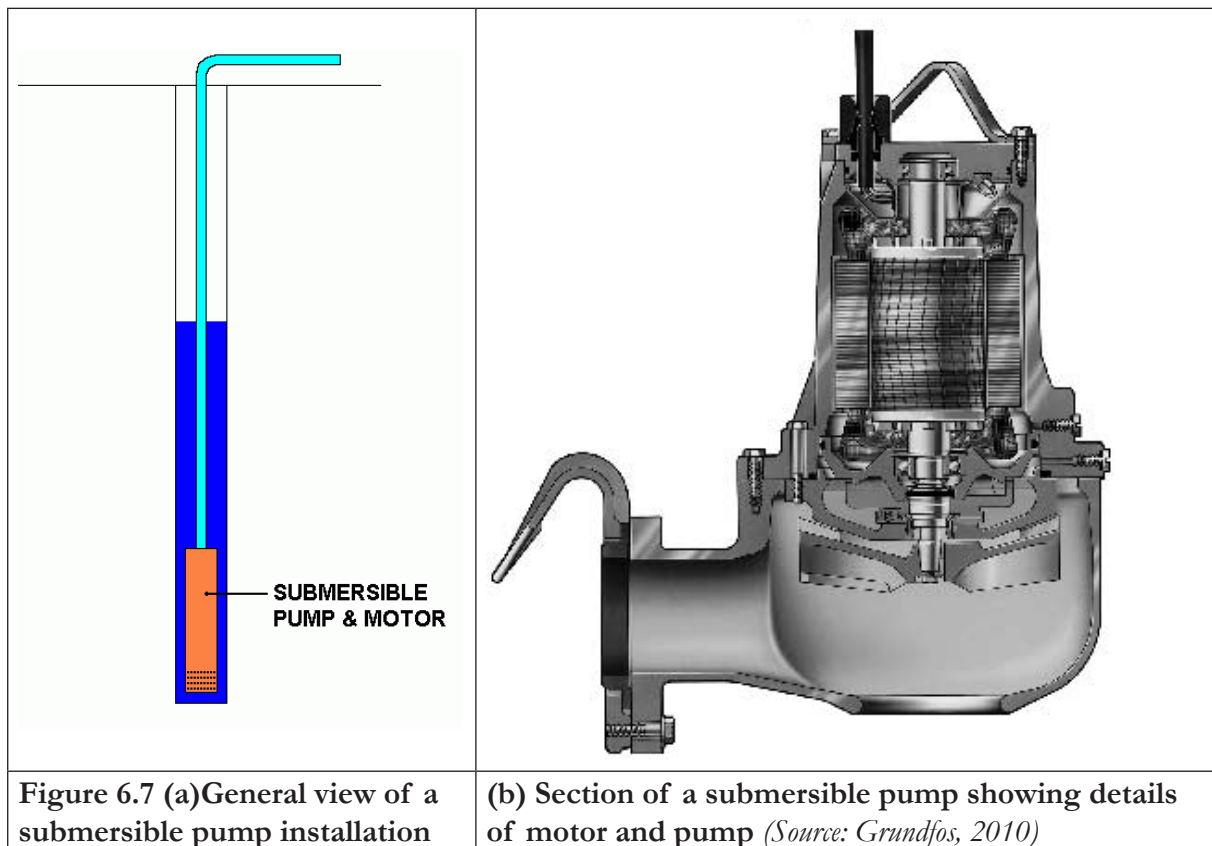 SUBMERSIBLE
PUMP & MOTOR
Figure 6.7 (a)General view of a
submersible pump installation
(b) Section of a submersible pump showing details
of motor and pump (Source: Grundfos, 2010)